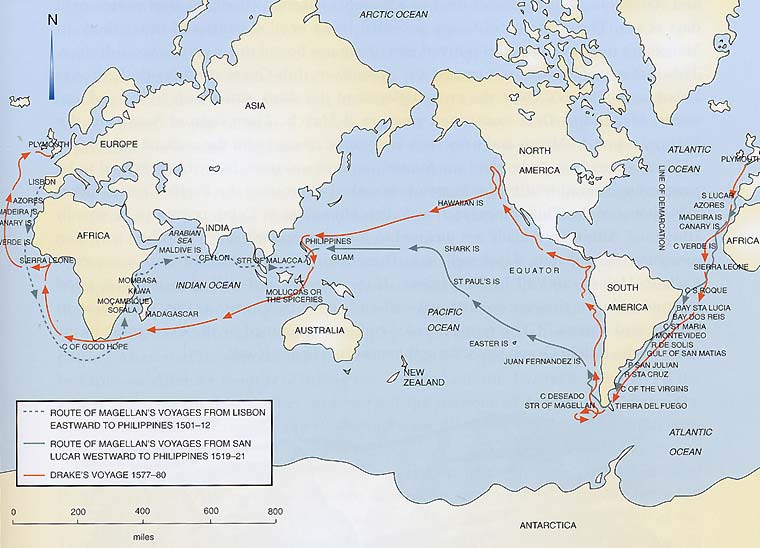 ARCTIC OCEAN
N
ASIA
EUROPE
PLYMOUTH
LISBON
AZORES
MADEIRA IS
CANARY IS
VERDE IS
SIERRA LEONE
AFRICA
ARABIAN
SEA
MALDIVE IS
INDIA
CEYLON
STR OF MALACCA
PHILIPPINES
GUAM
MOMBASA
KILWA
MOÇAMBIQUE
SOFALA
MADAGASCAR
INDIAN OCEAN
MOLUCCAS OR
THE SPICERIES
C OF GOOD HOPE
AUSTRALIA
NEW
ZEALAND
NORTH
AMERICA
HAWAIIAN IS
SHARK IS
ST PAUL'S IS
EQUATOR
PACIFIC
OCEAN
EASTER IS
JUAN FERNANDEZ IS
C DESEADO
STR OF MAGELLAN
SOUTH
AMERICA
ATLANTIC
OCEAN
LINE OF DEMARCATION
PLYMOUTH
S LUCAR
AZORES
MADEIRA IS
CANARY IS
C VERDE IS
AFRICA
SIERRA LEONE
C S ROQUE
BAY STA LUCIA
BAY DOS REIS
C ST MARIA
MONTEVIDEO
R DE SOLIS
GULF OF SAN MATIAS
P SAN JULIAN
R STA CRUZ
C OF THE VIRGINS
TIERRA DEL FUEGO
ATLANTIC
OCEAN
ANTARCTICA
ROUTE OF MAGELLAN'S VOYAGES FROM LISBON
EASTWARD TO PHILIPPINES 1501–12
ROUTE OF MAGELLAN'S VOYAGES FROM SAN
LUCAR WESTWARD TO PHILIPPINES 1519–21
DRAKE'S VOYAGE 1577–80
0 200 400 600 800
miles